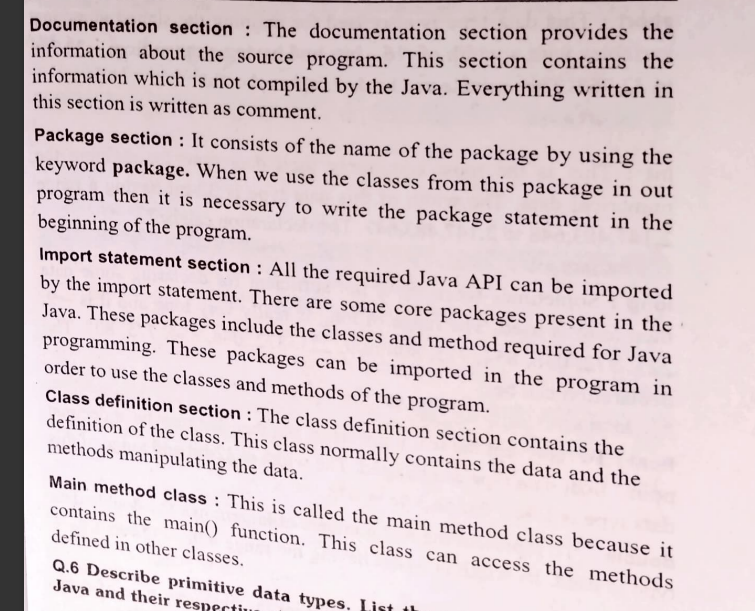 Documentation section : The documentation section provides the
information about the source program. This section contains the
information which is not compiled by the Java. Everything written in
this section is written as comment.
Package section : It consists of the name of the package by using the
keyword package. When we use the classes from this package in out
program then it is necessary to write the package statement in the
beginning of the program.
Import statement section : All the required Java API can be imported
by the import statement. There are some core packages present in the
Java. These packages include the classes and method required for Java
programming. These packages can be imported in the program in
order to use the classes and methods of the program.
Class definition section : The class definition section contains the
definition of the class. This class normally contains the data and the
methods manipulating the data.
Main method class : This is called the main method class because it
contains the main() function. This class can access the methods
defined in other classes.
Q.6 Describe primitive data types. List
Java and their